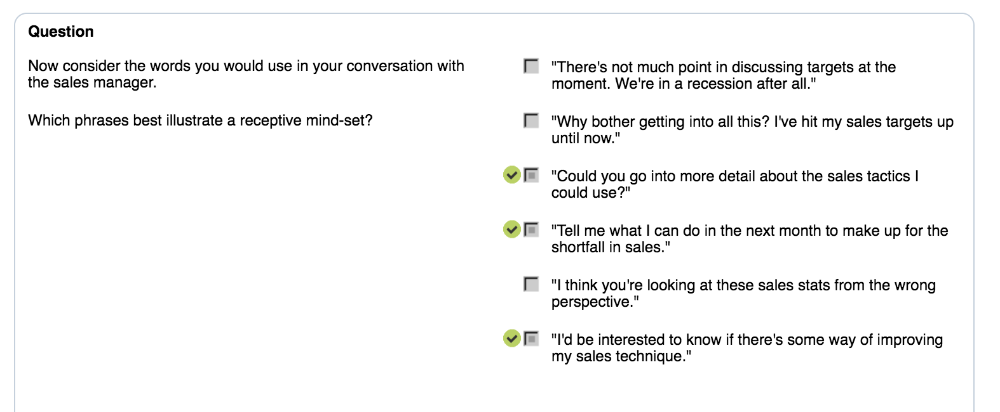 Question
Now consider the words you would use in your conversation with
the sales manager.
Which phrases best illustrate a receptive mind-set?
"There's not much point in discussing targets at the
moment. We're in a recession after all."
"Why bother getting into all this? I've hit my sales targets up
until now."
"Could you go into more detail about the sales tactics I
could use?"
"Tell me what I can do in the next month to make up for the
shortfall in sales."
"I think you're looking at these sales stats from the wrong
perspective."
"I'd be interested to know if there's some way of improving
my sales technique."